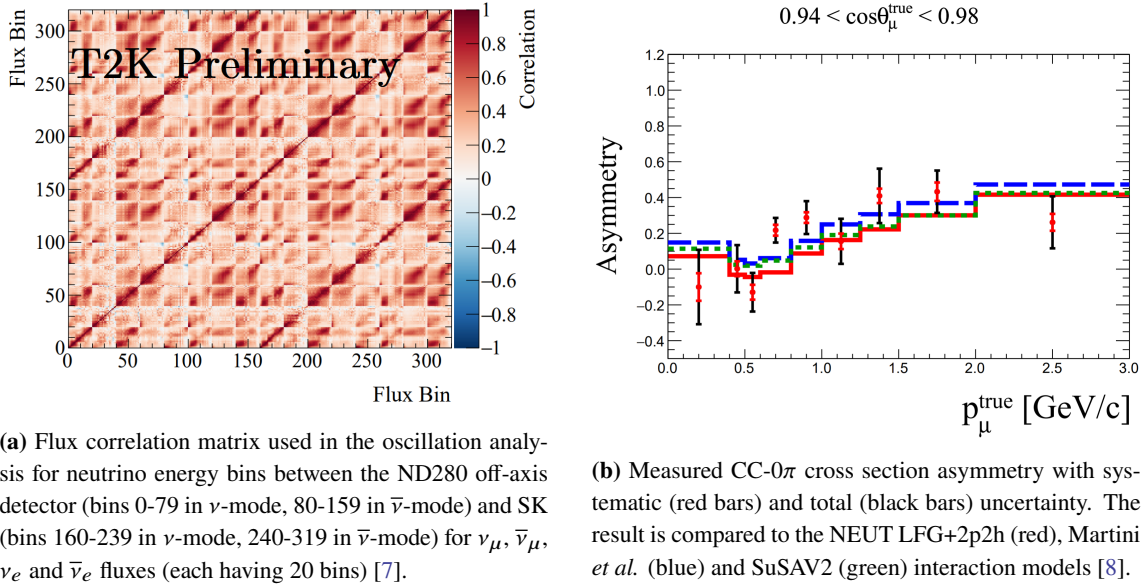 Flux Bin
300
250
200
150
100
50
0
T2K Preliminary
0 50 100 150 200 250 300
Flux Bin
1
0.8
0.6
0.4
0.2
0
−0.2
−0.4
−0.6
−0.8
−1
Correlation
(a) Flux correlation matrix used in the oscillation analy-
sis for neutrino energy bins between the ND280 off-axis
detector (bins 0-79 in ν-mode, 80-159 in ν̅-mode) and SK
(bins 160-239 in ν-mode, 240-319 in ν̅-mode) for νμ, ν̅μ,
νe and ν̅e fluxes (each having 20 bins) [7].
0.94 < cosθμtrue < 0.98
Asymmetry
1.2
1.0
0.8
0.6
0.4
0.2
0.0
−0.2
−0.4
0.0 0.5 1.0 1.5 2.0 2.5 3.0
pμtrue [GeV/c]
(b) Measured CC-0π cross section asymmetry with sys-
tematic (red bars) and total (black bars) uncertainty. The
result is compared to the NEUT LFG+2p2h (red), Martini
et al. (blue) and SuSAV2 (green) interaction models [8].